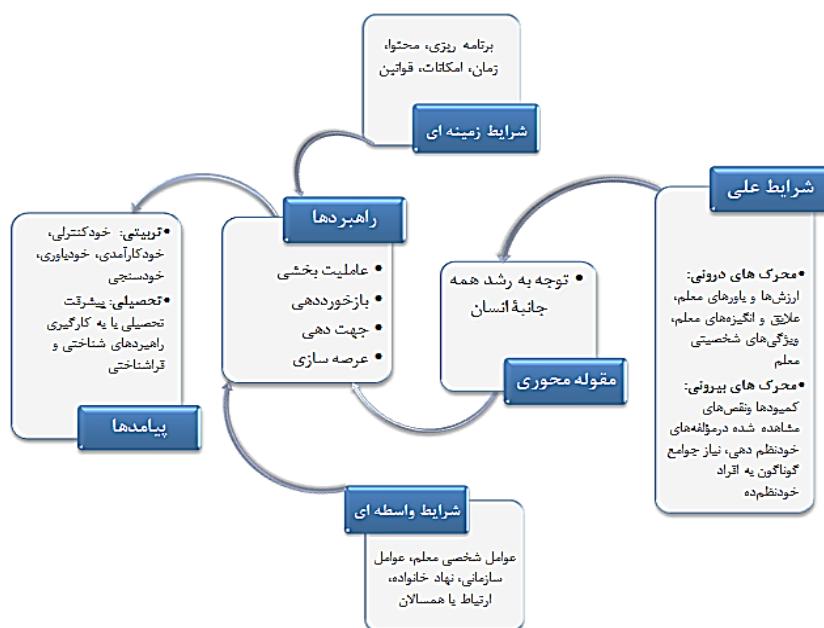 برنامه ریزی، محتوا،
زمان، امکانات، قوانین
شرایط زمینه ای
شرایط علی
محرک های درونی:
ارزش‌ها و باورهای معلم،
علایق و انگیزه‌های معلم،
ویژگی‌های شخصیتی
معلم
محرک های بیرونی:
کمبودها ونقص‌های
مشاهده شده درمؤلفه‌های
خودنظم دهی، نیاز جوامع
گوناگون به افراد
خودنظم‌ده
توجه به رشد همه
جانبۀ انسان
مقوله محوری
راهبردها
عاملیت بخشی
بازخورددهی
جهت دهی
عرصه سازی
تربیتی: خودکنترلی،
خودکارآمدی، خودباوری،
خودسنجی
تحصیلی: پیشرفت
تحصیلی با به کارگیری
راهبردهای شناختی و
فراشناختی
پیامدها
شرایط واسطه ای
عوامل شخصی معلم، عوامل
سازمانی، نهاد خانواده،
ارتباط با همسالان